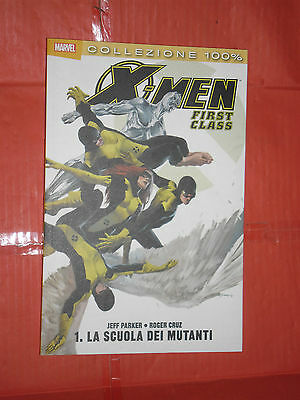 MARVEL
COLLEZIONE 100%
X-MEN
FIRST
CLASS
JEFF PARKER • ROGER CRUZ
1. LA SCUOLA DEI MUTANTI